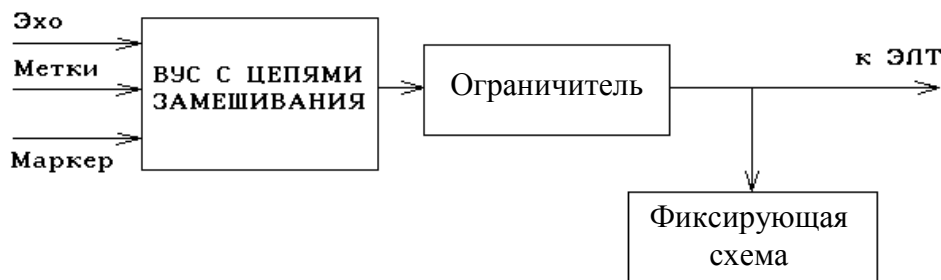 Эхо
Метки
Маркер
ВУС С ЦЕПЯМИ
ЗАМЕШИВАНИЯ
Ограничитель
к ЭЛТ
Фиксирующая
схема